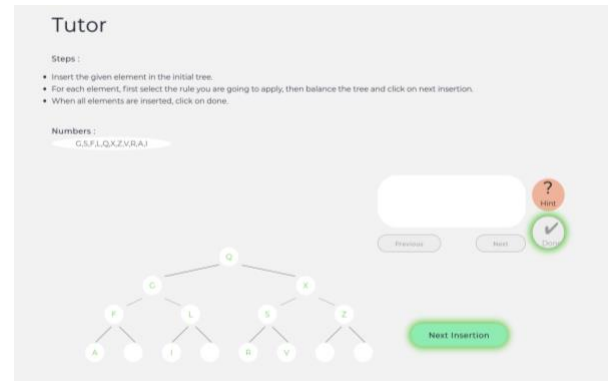 Tutor
Steps :
Insert the given element in the initial tree.
For each element, first select the rule you are going to apply, then balance the tree and click on next insertion.
When all elements are inserted, click on done.
Numbers :
G,S,F,L,Q,X,Z,V,R,A,I
?
Hint
Previous
Next
Done
Q
G
X
F
L
S
Z
A
I
R
V
Next Insertion